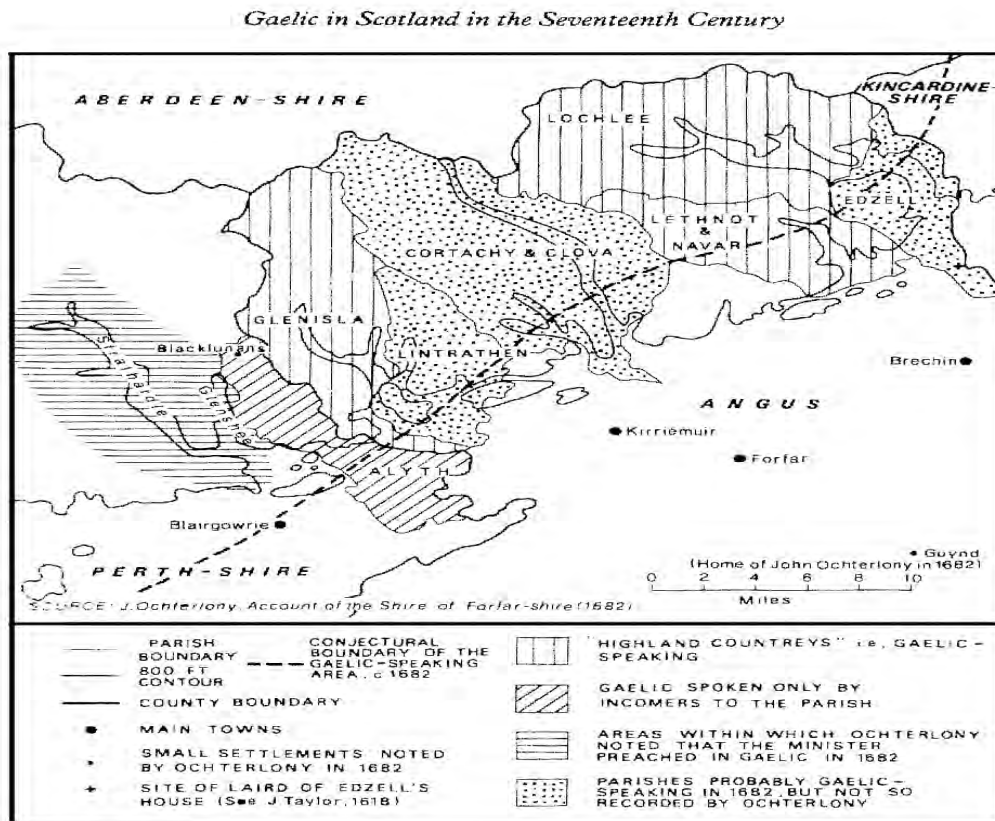 Gaelic in Scotland in the Seventeenth Century
ABERDEEN-SHIRE
KINCARDINE-
SHIRE
LOCHLEE
EDZELL
LETHNOT
&
NAVAR
CORTACHY & CLOVA
GLENISLA
Blacklunans
LINTRATHEN
Strathardle
Glenshee
Brechin
ANGUS
Kirriemuir
Forfar
ALYTH
Blairgowrie
Guynd
(Home of John Ochterlony in 1682)
PERTH-SHIRE
0 2 4 6 8 10
Miles
SOURCE: J.Ochterlony, Account of the Shire of Forfar-shire (1682)
PARISH
BOUNDARY
800 FT
CONTOUR
COUNTY BOUNDARY
MAIN TOWNS
SMALL SETTLEMENTS NOTED
BY OCHTERLONY IN 1682
SITE OF LAIRD OF EDZELL'S
HOUSE (See J.Taylor, 1618)
CONJECTURAL
BOUNDARY OF THE
GAELIC-SPEAKING
AREA, c 1682
"HIGHLAND COUNTREYS" i.e, GAELIC-
SPEAKING
GAELIC SPOKEN ONLY BY
INCOMERS TO THE PARISH
AREAS WITHIN WHICH OCHTERLONY
NOTED THAT THE MINISTER
PREACHED IN GAELIC IN 1682
PARISHES PROBABLY GAELIC-
SPEAKING IN 1682, BUT NOT SO
RECORDED BY OCHTERLONY